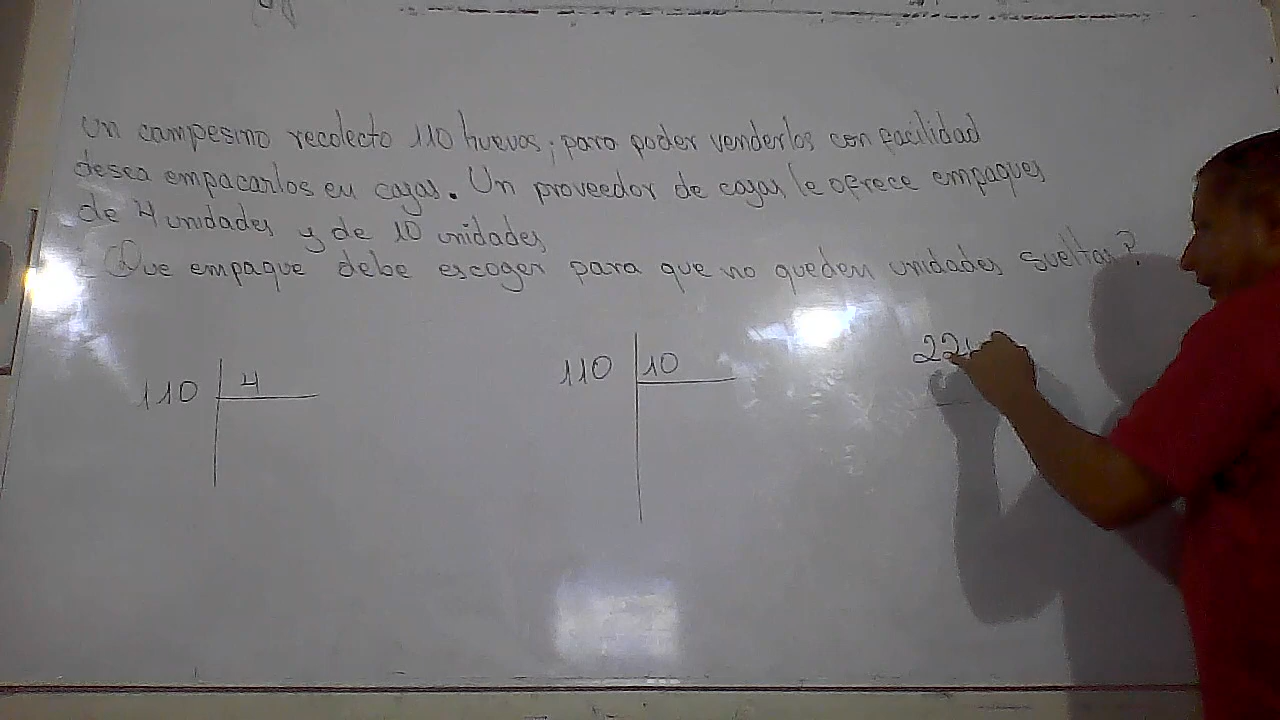 Un campesino recolecto 110 huevos; para poder venderlos con facilidad
desea empacarlos en cajas. Un proveedor de cajas le ofrece empaques
de 4 unidades y de 10 unidades
¿Que empaque debe escoger para que no queden unidades sueltas?
110 4
110 10
22